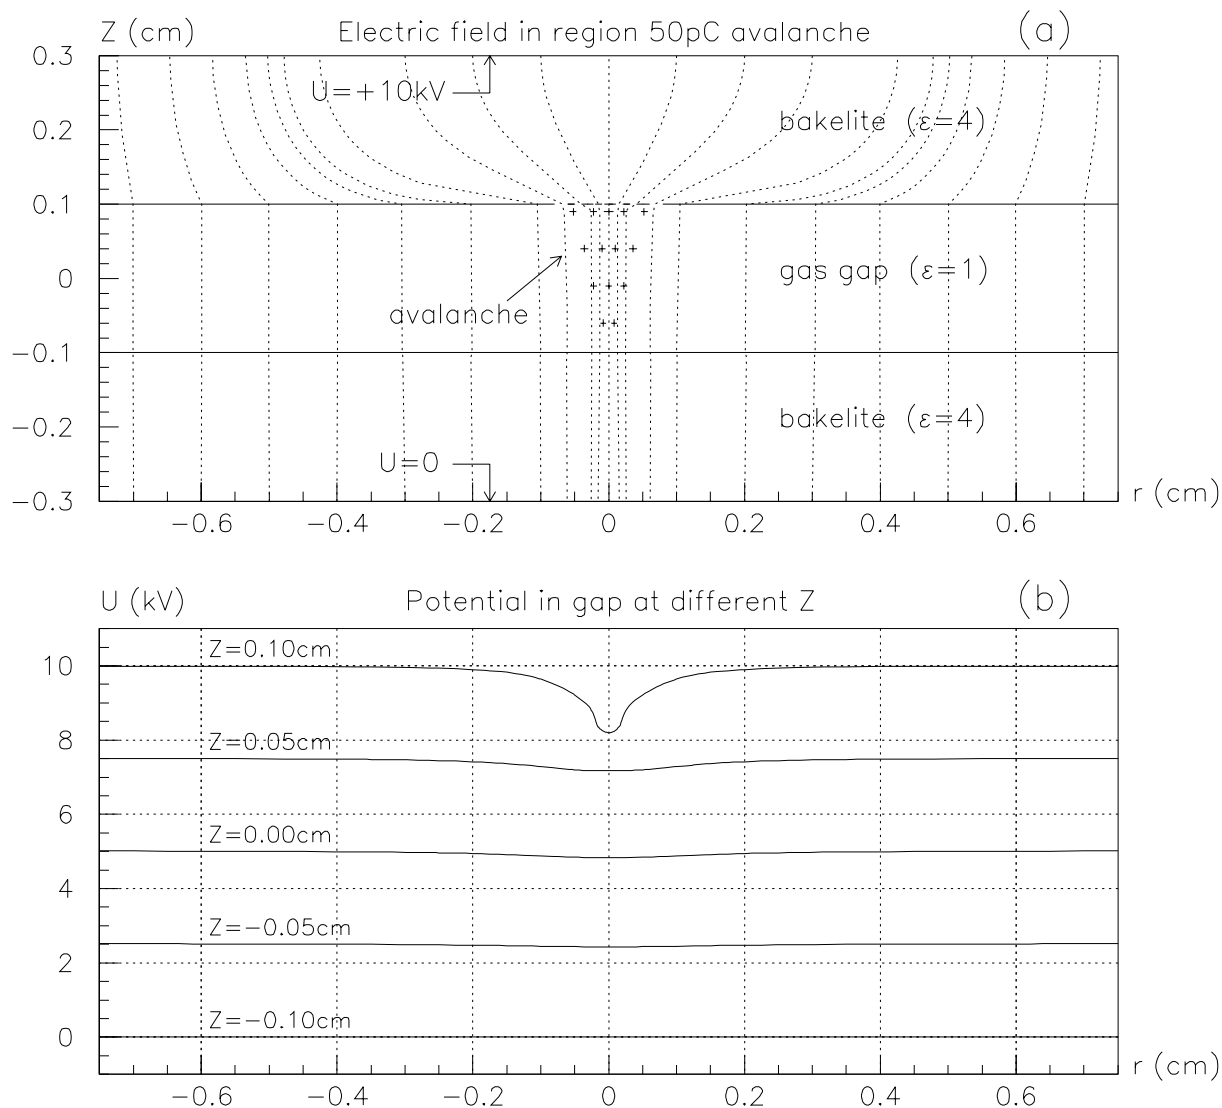 Z (cm) Electric field in region 50pC avalanche (a)
0.3
U=+10kV
bakelite (ε=4)
0.2
0.1
0
gas gap (ε=1)
avalanche
−0.1
bakelite (ε=4)
−0.2
U=0
−0.3
r (cm)
−0.6 −0.4 −0.2 0 0.2 0.4 0.6
U (kV) Potential in gap at different Z (b)
Z=0.10cm
10
Z=0.05cm
8
6
Z=0.00cm
4
Z=−0.05cm
2
Z=−0.10cm
0
r (cm)
−0.6 −0.4 −0.2 0 0.2 0.4 0.6